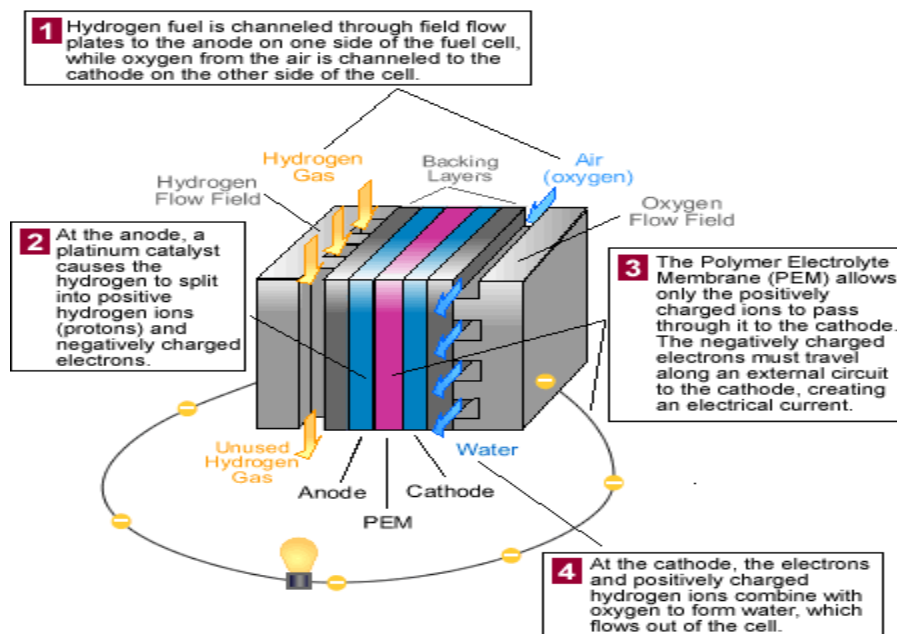 1 Hydrogen fuel is channeled through field flow
plates to the anode on one side of the fuel cell,
while oxygen from the air is channeled to the
cathode on the other side of the cell.
Hydrogen
Gas
Backing
Layers
Air
(oxygen)
Hydrogen
Flow Field
Oxygen
Flow Field
2 At the anode, a
platinum catalyst
causes the
hydrogen to split
into positive
hydrogen ions
(protons) and
negatively charged
electrons.
3 The Polymer Electrolyte
Membrane (PEM) allows
only the positively
charged ions to pass
through it to the cathode.
The negatively charged
electrons must travel
along an external circuit
to the cathode, creating
an electrical current.
Unused
Hydrogen
Gas
Water
Anode
Cathode
PEM
4 At the cathode, the electrons
and positively charged
hydrogen ions combine with
oxygen to form water, which
flows out of the cell.